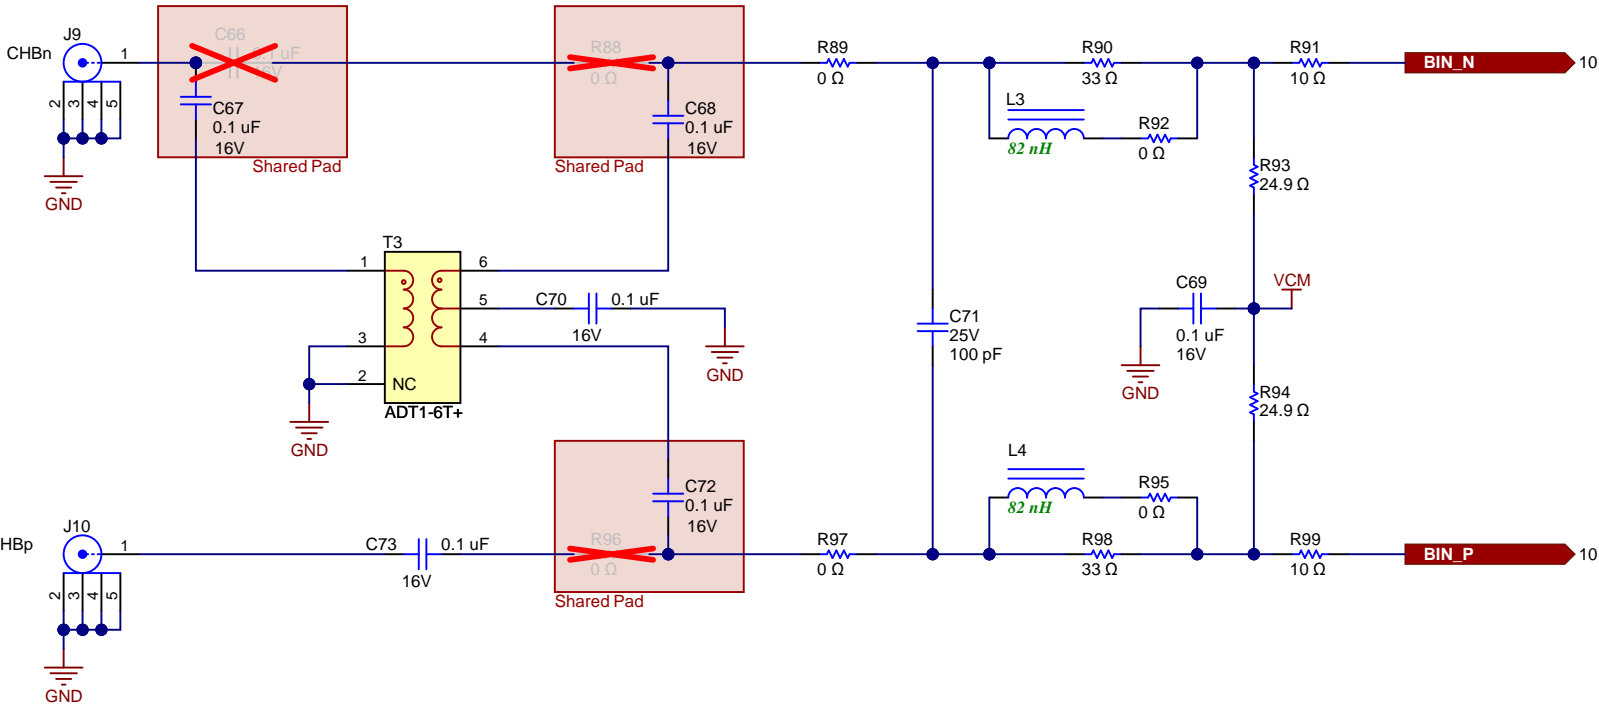 CHBn
J9
1
2
3
4
5
GND
C66
0.1 uF
16V
C67
0.1 uF
16V
Shared Pad
R88
0 Ω
C68
0.1 uF
16V
Shared Pad
R89
0 Ω
R90
33 Ω
L3
82 nH
R92
0 Ω
R91
10 Ω
BIN_N
10
R93
24.9 Ω
T3
1
6
5
3
4
2
NC
ADT1-6T+
GND
C70
0.1 uF
16V
GND
C71
25V
100 pF
C69
0.1 uF
16V
VCM
GND
R94
24.9 Ω
HBp
J10
1
2
3
4
5
GND
C73
0.1 uF
16V
C72
0.1 uF
16V
R96
0 Ω
Shared Pad
R97
0 Ω
L4
82 nH
R95
0 Ω
R98
33 Ω
R99
10 Ω
BIN_P
10